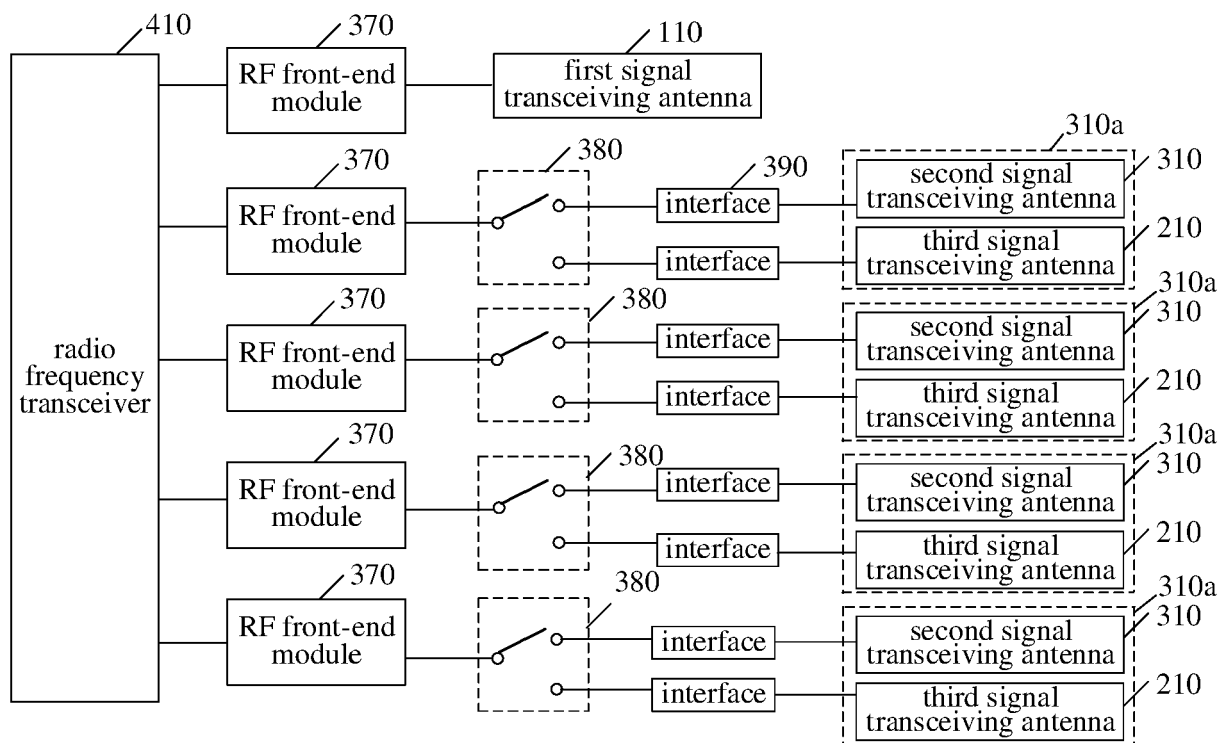 410
370
110
RF front-end
module
first signal
transceiving antenna
310a
370
380
390
310
RF front-end
module
interface
second signal
transceiving antenna
210
interface
third signal
transceiving antenna
310a
370
380
310
RF front-end
module
interface
second signal
transceiving antenna
radio
frequency
transceiver
210
interface
third signal
transceiving antenna
310a
370
380
310
RF front-end
module
interface
second signal
transceiving antenna
210
interface
third signal
transceiving antenna
310a
370
380
310
RF front-end
module
interface
second signal
transceiving antenna
210
interface
third signal
transceiving antenna